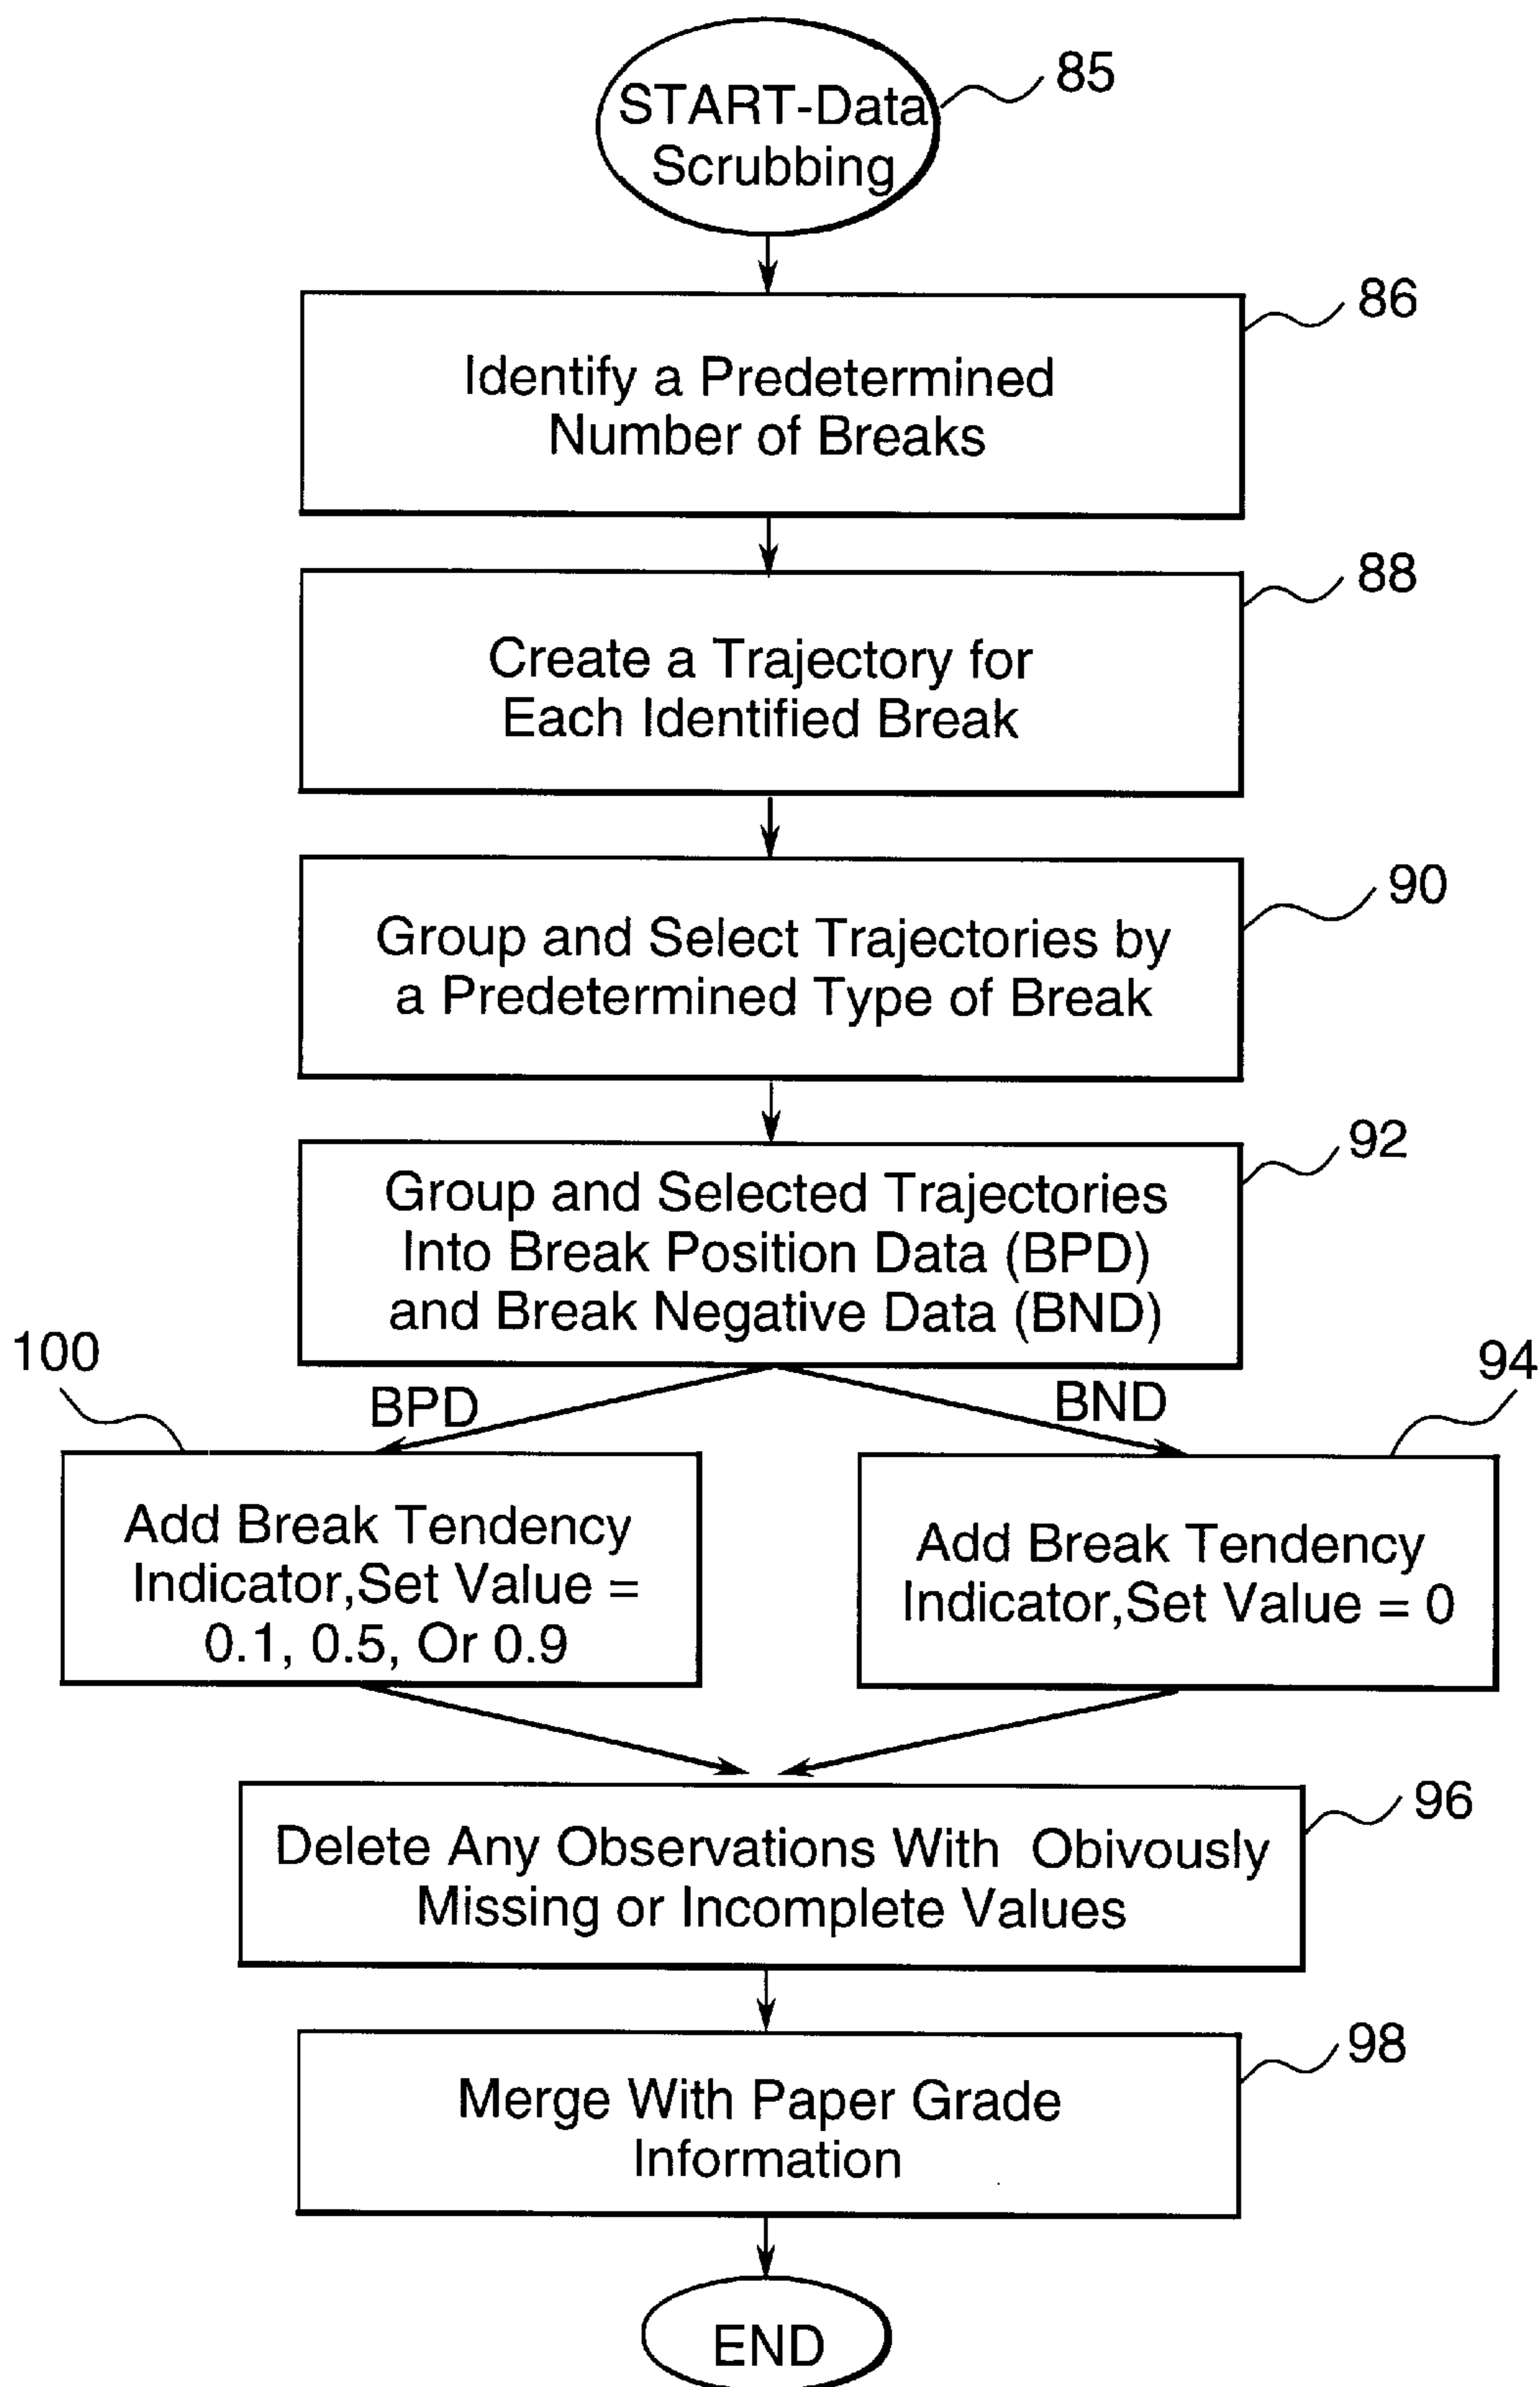 START-Data
Scrubbing
85
Identify a Predetermined
Number of Breaks
86
Create a Trajectory for
Each Identified Break
88
Group and Select Trajectories by
a Predetermined Type of Break
90
Group and Selected Trajectories
Into Break Position Data (BPD)
and Break Negative Data (BND)
92
BPD
BND
100
Add Break Tendency
Indicator,Set Value =
0.1, 0.5, Or 0.9
94
Add Break Tendency
Indicator,Set Value = 0
Delete Any Observations With Obivously
Missing or Incomplete Values
96
Merge With Paper Grade
Information
98
END